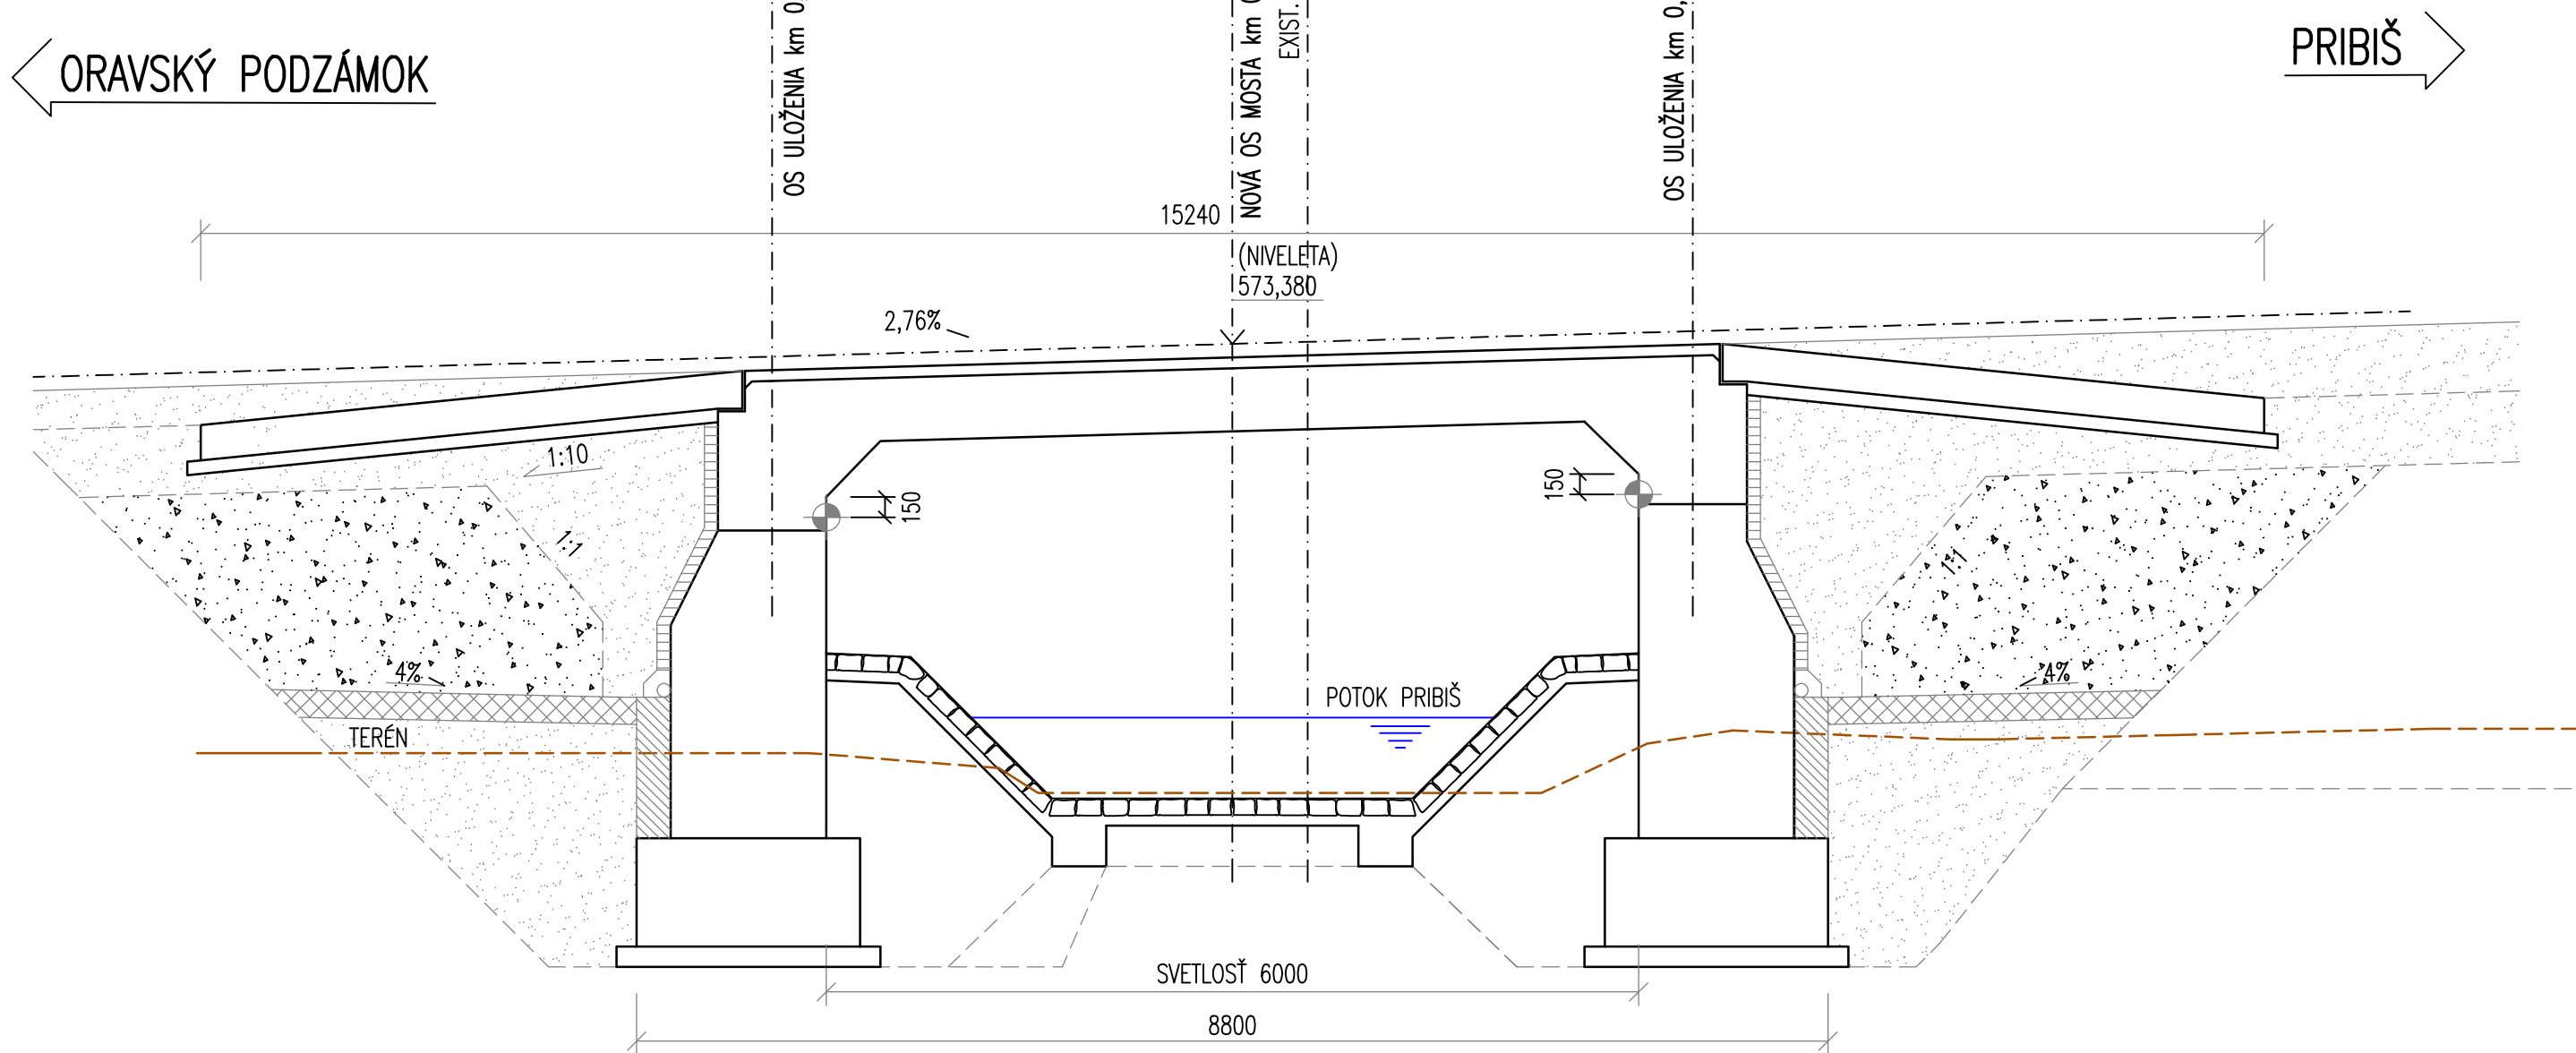 ORAVSKÝ PODZÁMOK
PRIBIŠ
OS ULOŽENIA km 0,
NOVÁ OS MOSTA km
EXIST.
OS ULOŽENIA km 0,
15240
(NIVELETA)
573,380
2,76%
1:10
150
150
1:1
1:1
4%
4%
POTOK PRIBIŠ
TERÉN
SVETLOSŤ 6000
8800